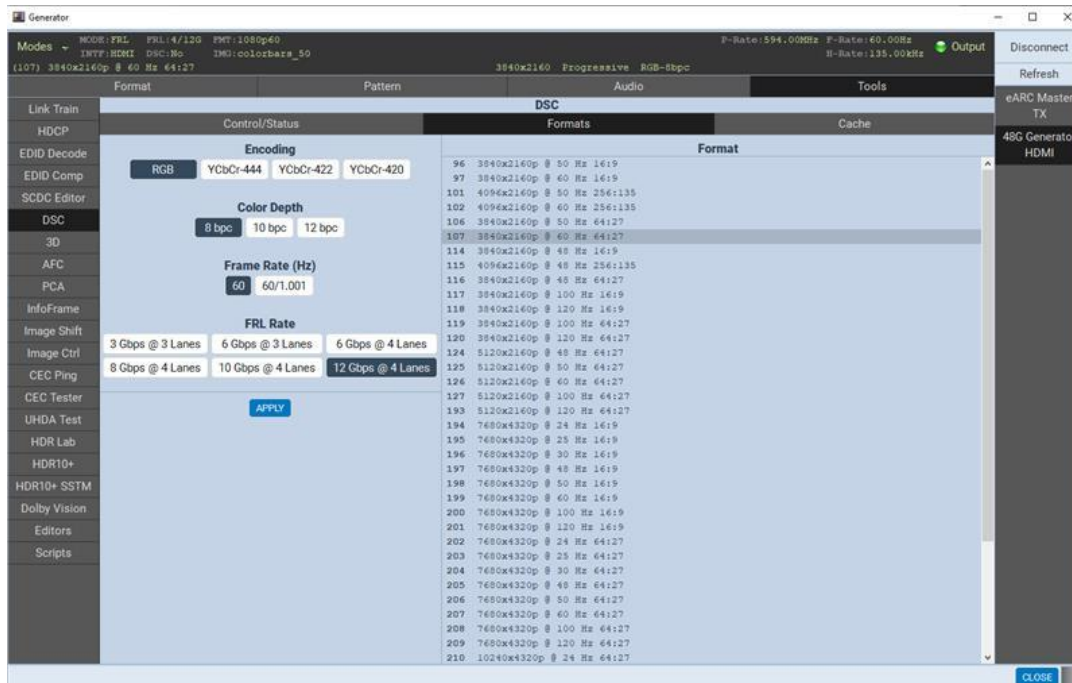 Generator
Modes
MODE:FRL FRL:4/12G FMT:1080p60
INTF:HDMI DSC:No IMG:colorbars_50
(107) 3840x2160p @ 60 Hz 64:27
3840x2160 Progressive RGB-8bpc
P-Rate:594.00MHz F-Rate:60.00Hz
H-Rate:135.00kHz
Output
Disconnect
Refresh
eARC Master
TX
48G Generato
HDMI
Format Pattern Audio Tools
Link Train
HDCP
EDID Decode
EDID Comp
SCDC Editor
DSC
3D
AFC
PCA
InfoFrame
Image Shift
Image Ctrl
CEC Ping
CEC Tester
UHDA Test
HDR Lab
HDR10+
HDR10+ SSTM
Dolby Vision
Editors
Scripts
DSC
Control/Status Formats Cache
Encoding
RGB YCbCr-444 YCbCr-422 YCbCr-420
Color Depth
8 bpc 10 bpc 12 bpc
Frame Rate (Hz)
60 60/1.001
FRL Rate
3 Gbps @ 3 Lanes 6 Gbps @ 3 Lanes 6 Gbps @ 4 Lanes
8 Gbps @ 4 Lanes 10 Gbps @ 4 Lanes 12 Gbps @ 4 Lanes
APPLY
Format
96 3840x2160p @ 50 Hz 16:9
97 3840x2160p @ 60 Hz 16:9
101 4096x2160p @ 50 Hz 256:135
102 4096x2160p @ 60 Hz 256:135
106 3840x2160p @ 50 Hz 64:27
107 3840x2160p @ 60 Hz 64:27
114 3840x2160p @ 48 Hz 16:9
115 4096x2160p @ 48 Hz 256:135
116 3840x2160p @ 48 Hz 64:27
117 3840x2160p @ 100 Hz 16:9
118 3840x2160p @ 120 Hz 16:9
119 3840x2160p @ 100 Hz 64:27
120 3840x2160p @ 120 Hz 64:27
124 5120x2160p @ 48 Hz 64:27
125 5120x2160p @ 50 Hz 64:27
126 5120x2160p @ 60 Hz 64:27
127 5120x2160p @ 100 Hz 64:27
193 5120x2160p @ 120 Hz 64:27
194 7680x4320p @ 24 Hz 16:9
195 7680x4320p @ 25 Hz 16:9
196 7680x4320p @ 30 Hz 16:9
197 7680x4320p @ 48 Hz 16:9
198 7680x4320p @ 50 Hz 16:9
199 7680x4320p @ 60 Hz 16:9
200 7680x4320p @ 100 Hz 16:9
201 7680x4320p @ 120 Hz 16:9
202 7680x4320p @ 24 Hz 64:27
203 7680x4320p @ 25 Hz 64:27
204 7680x4320p @ 30 Hz 64:27
205 7680x4320p @ 48 Hz 64:27
206 7680x4320p @ 50 Hz 64:27
207 7680x4320p @ 60 Hz 64:27
208 7680x4320p @ 100 Hz 64:27
209 7680x4320p @ 120 Hz 64:27
210 10240x4320p @ 24 Hz 64:27
CLOSE